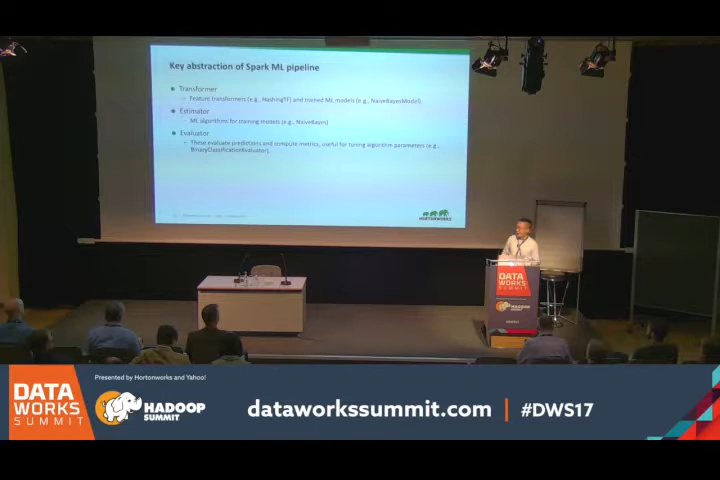 Key abstraction of Spark ML pipeline
Transformer
– Feature transformers (e.g., HashingTF) and trained ML models (e.g., NaiveBayesModel).
Estimator
– ML algorithms for training models (e.g., NaiveBayes)
Evaluator
– These evaluate predictions and compute metrics, useful for tuning algorithm parameters (e.g.,
BinaryClassificationEvaluator).
HORTONWORKS
DATA
WORKS
SUMMIT
HADOOP
SUMMIT
#DWS17
Presented by Hortonworks and Yahoo!
DATA
WORKS
SUMMIT
HADOOP
SUMMIT
dataworkssummit.com
#DWS17